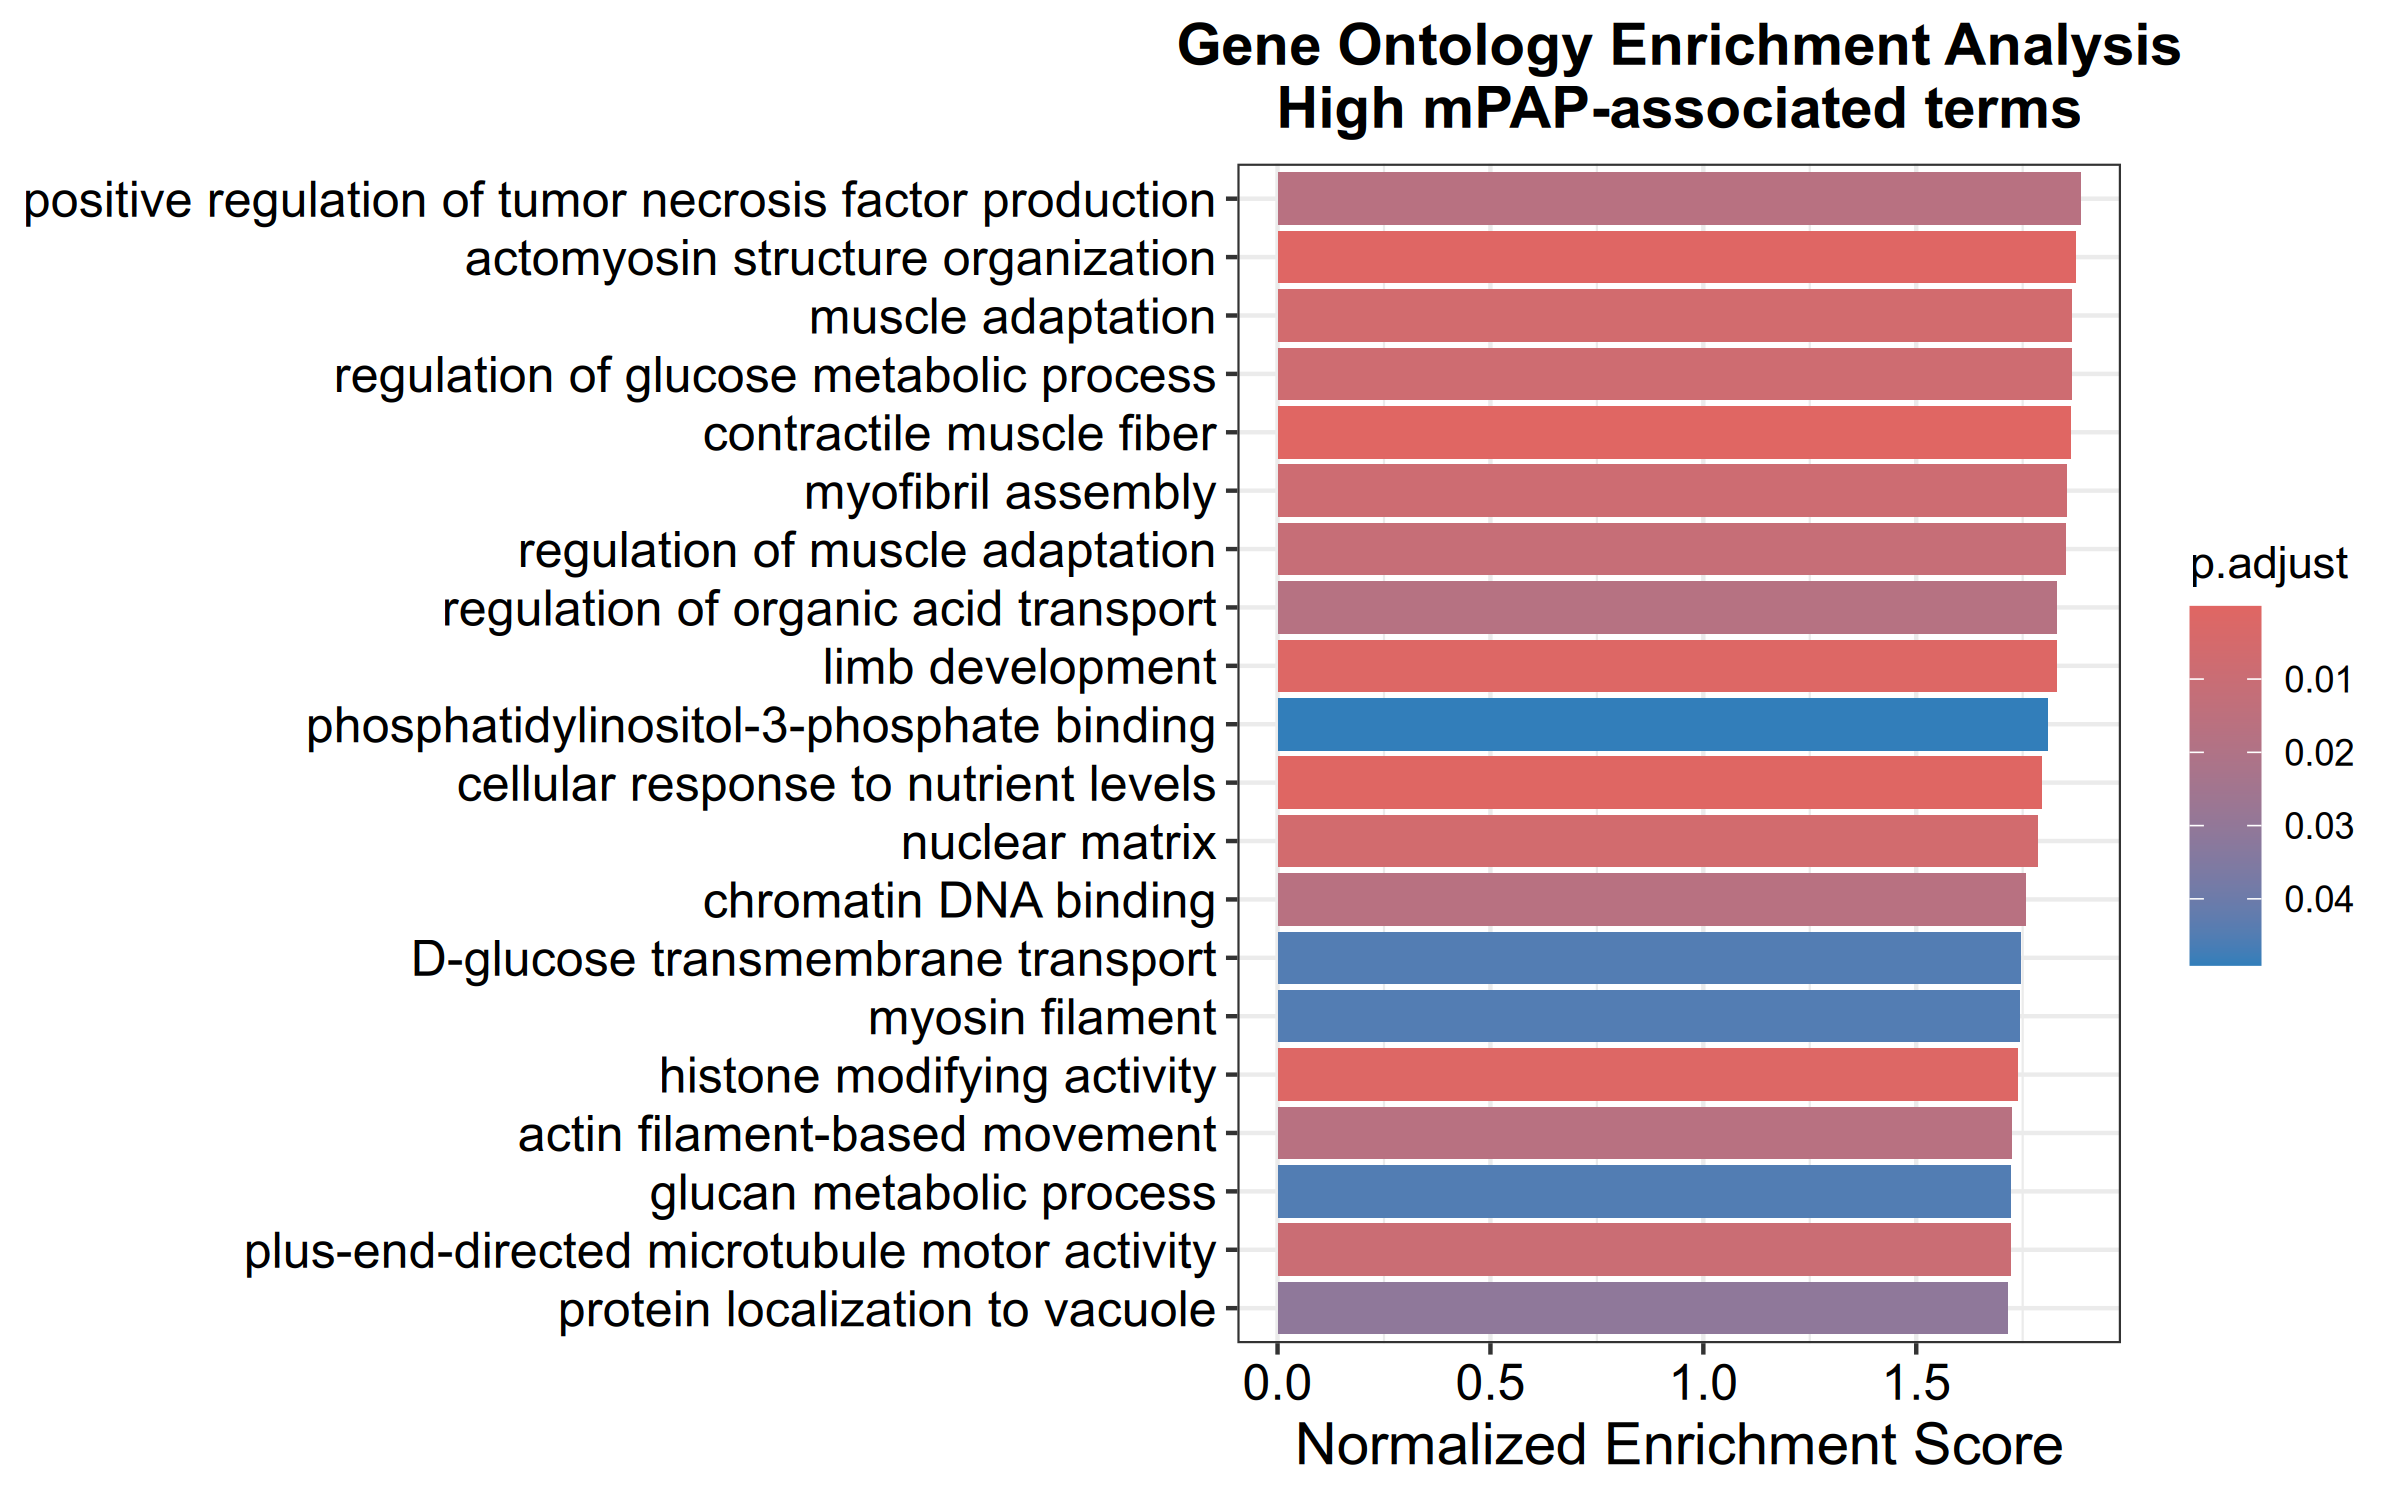 Gene Ontology Enrichment Analysis
High mPAP-associated terms
positive regulation of tumor necrosis factor production
actomyosin structure organization
muscle adaptation
regulation of glucose metabolic process
contractile muscle fiber
myofibril assembly
regulation of muscle adaptation
regulation of organic acid transport
limb development
phosphatidylinositol-3-phosphate binding
cellular response to nutrient levels
nuclear matrix
chromatin DNA binding
D-glucose transmembrane transport
myosin filament
histone modifying activity
actin filament-based movement
glucan metabolic process
plus-end-directed microtubule motor activity
protein localization to vacuole
0.0 0.5 1.0 1.5
Normalized Enrichment Score
p.adjust
0.01
0.02
0.03
0.04